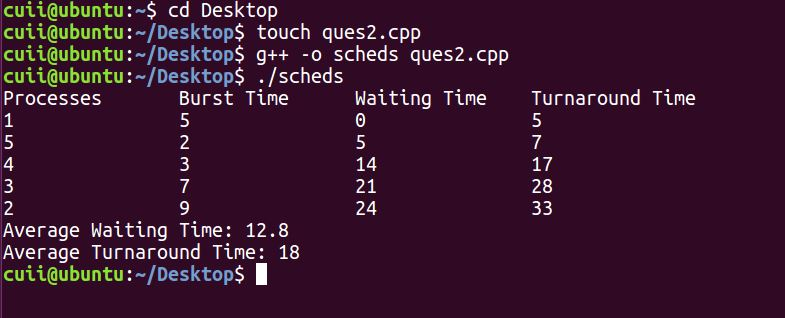 cuii@ubuntu:~$ cd Desktop
cuii@ubuntu:~/Desktop$ touch ques2.cpp
cuii@ubuntu:~/Desktop$ g++ -o scheds ques2.cpp
cuii@ubuntu:~/Desktop$ ./scheds
Processes Burst Time Waiting Time Turnaround Time
1 5 0 5
5 2 5 7
4 3 14 17
3 7 21 28
2 9 24 33
Average Waiting Time: 12.8
Average Turnaround Time: 18
cuii@ubuntu:~/Desktop$